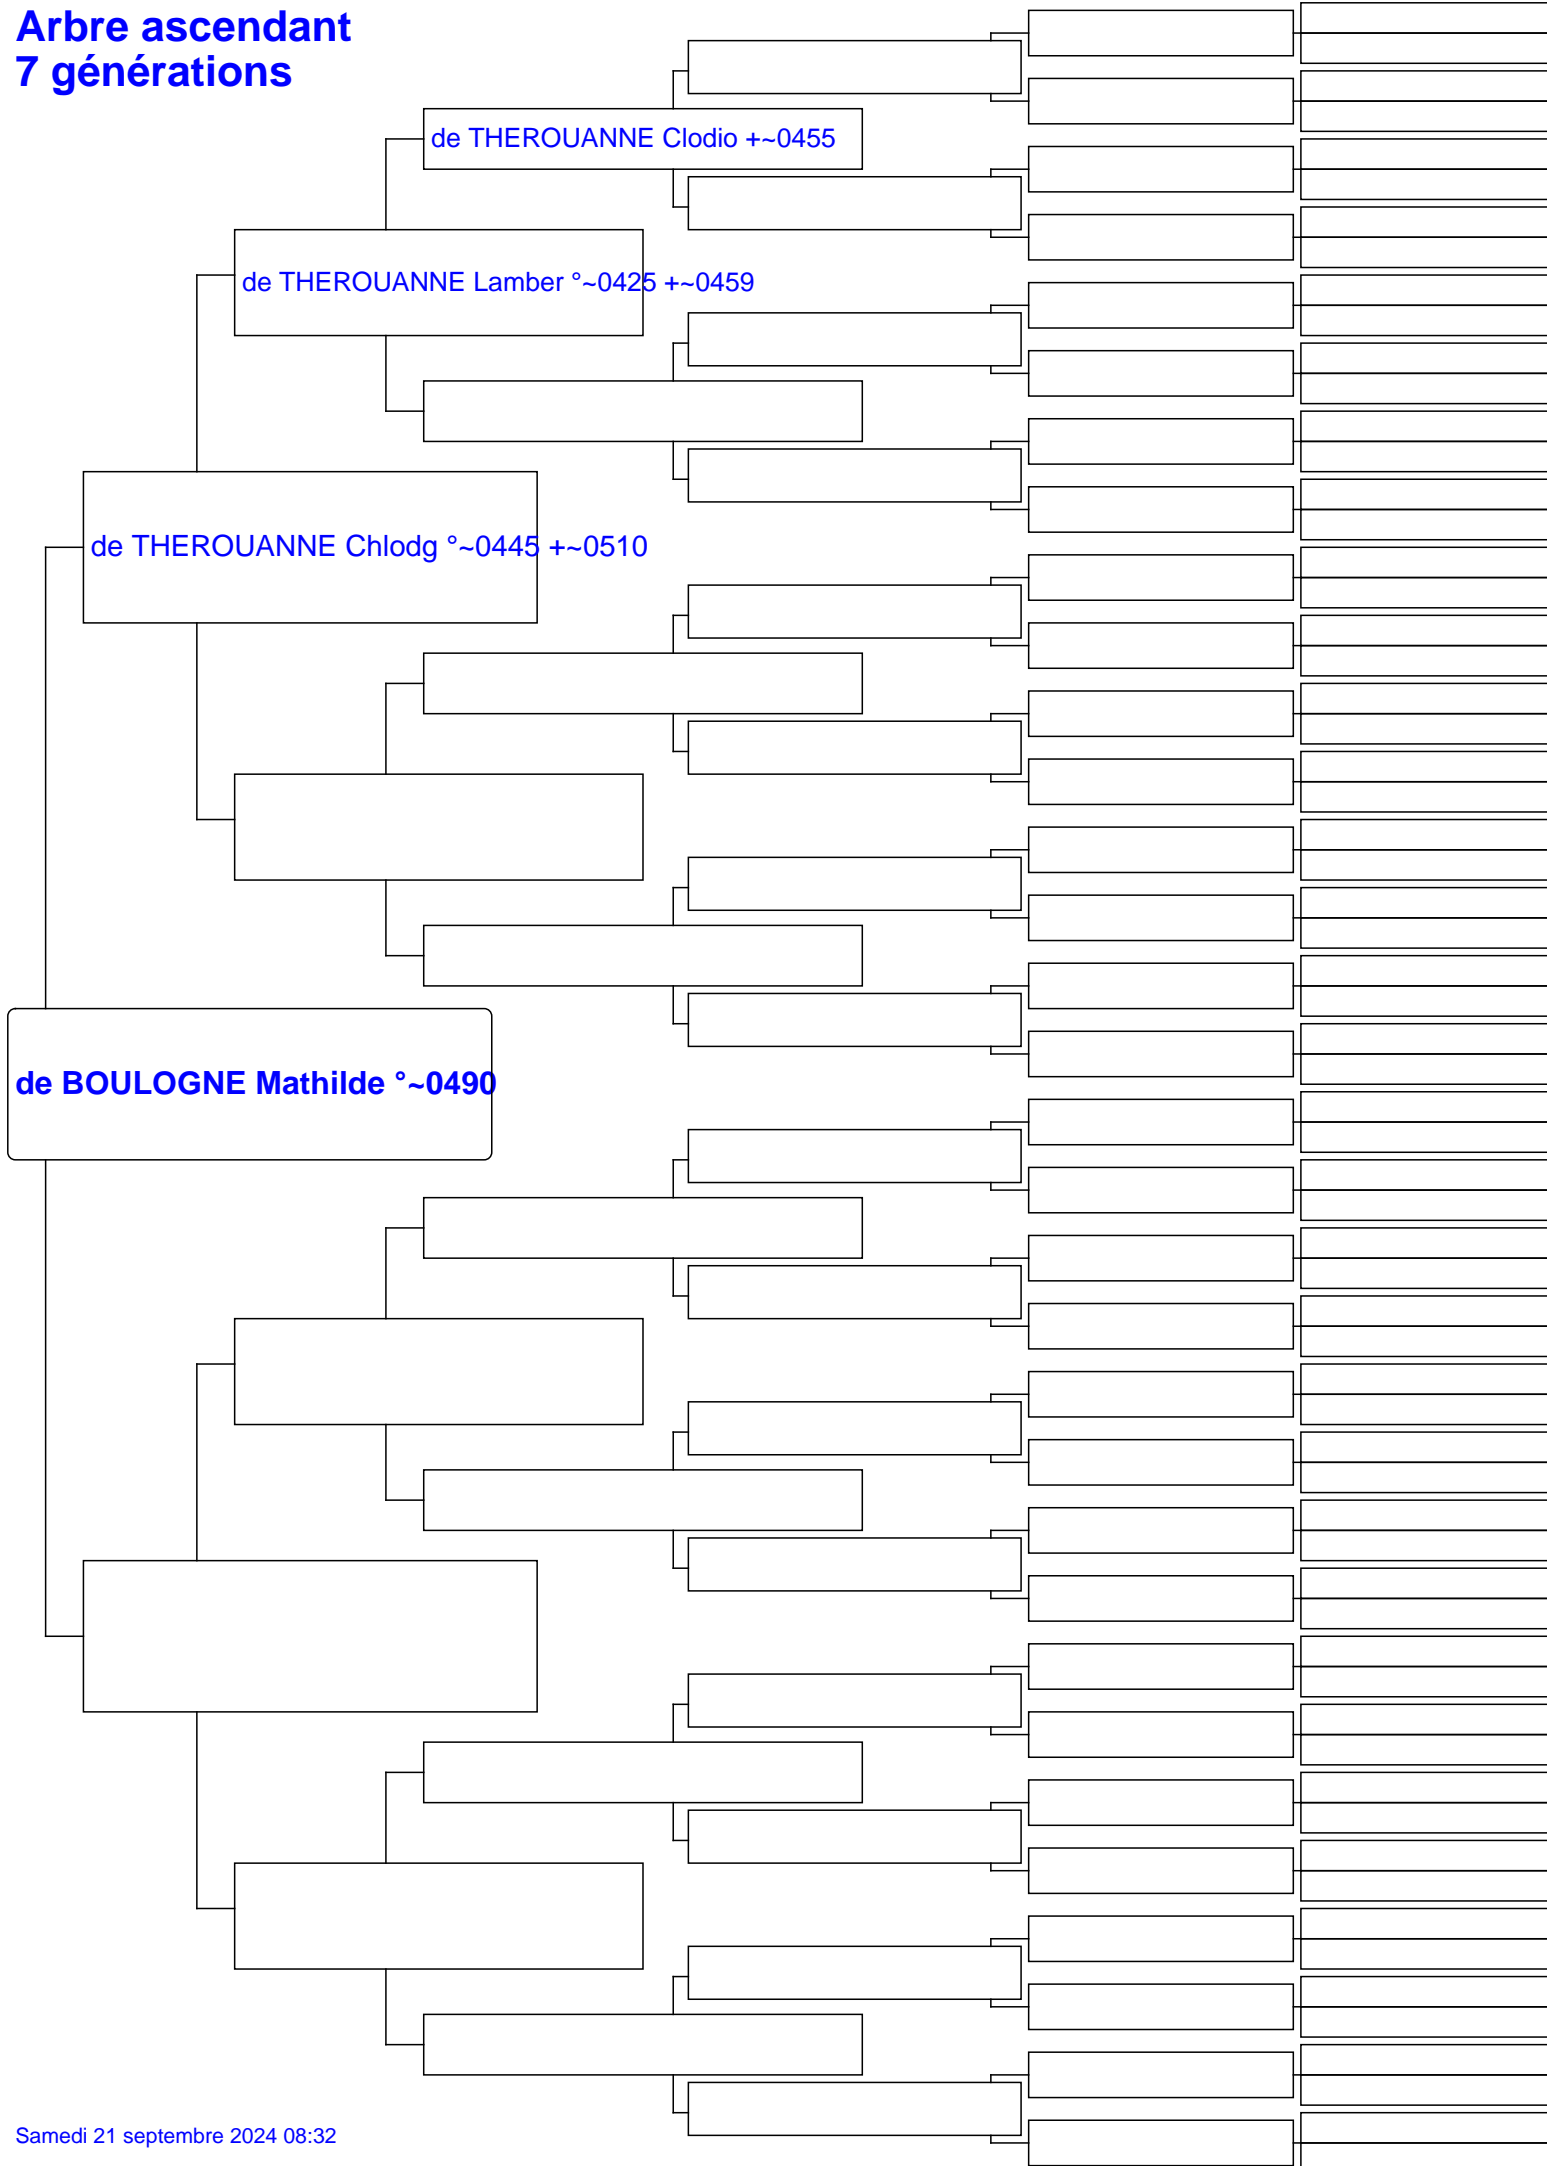 Arbre ascendant
7 générations
de THEROUANNE Clodio +~0455
de THEROUANNE Lamber °~0425 +~0459
de THEROUANNE Chlodg °~0445 +~0510
de BOULOGNE Mathilde °~0490
Samedi 21 septembre 2024 08:32